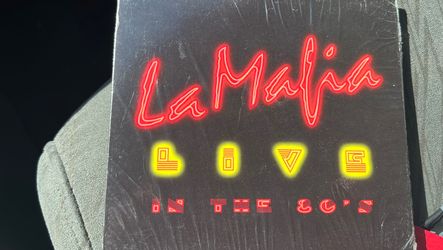 La Mafia
LIVE
IN THE 80'S